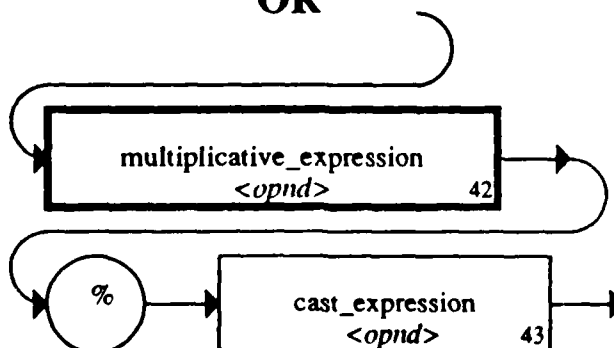 OR
multiplicative_expression
<opnd>
42
%
cast_expression
<opnd>
43